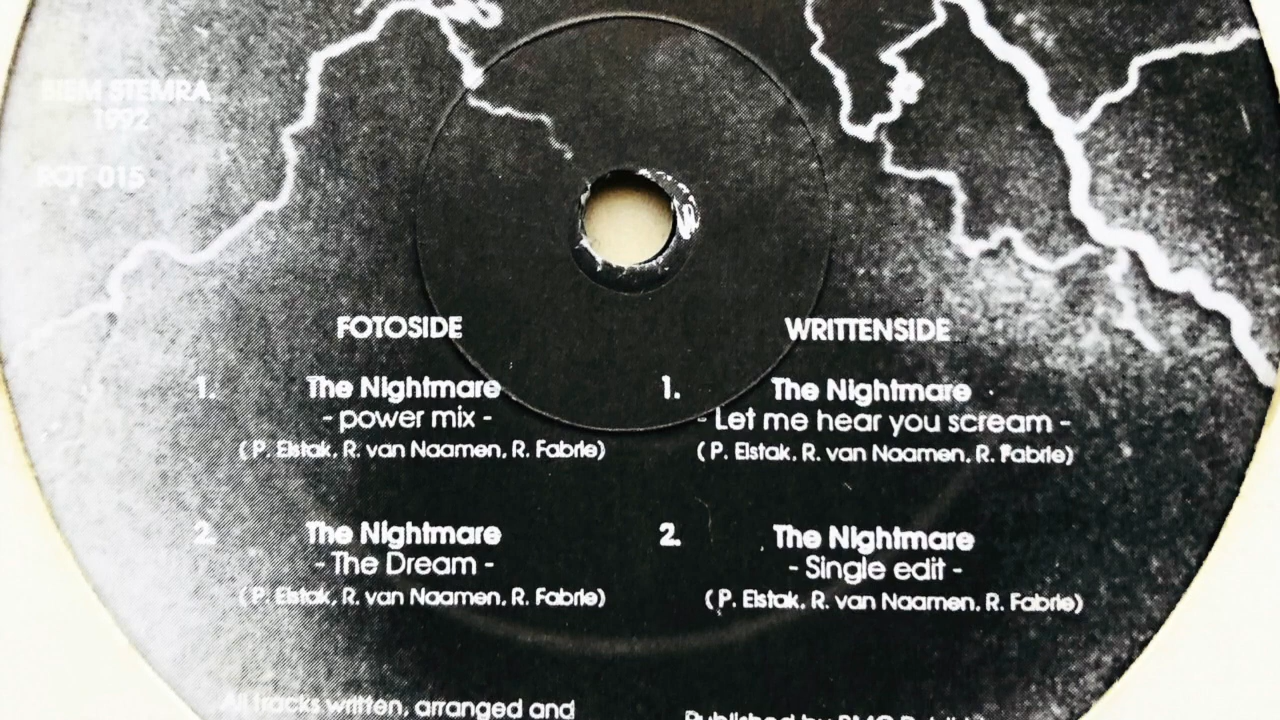 BIEM STEMRA
1992
ROT 015
FOTOSIDE
1. The Nightmare
- power mix -
( P. Elstak, R. van Naamen, R. Fabrie)
2. The Nightmare
- The Dream -
( P. Elstak, R. van Naamen, R. Fabrie)
WRITTENSIDE
1. The Nightmare
- Let me hear you scream -
( P. Elstak, R. van Naamen, R. Fabrie)
2. The Nightmare
- Single edit -
( P. Elstak, R. van Naamen, R. Fabrie)
All tracks written, arranged and
Published by BMG